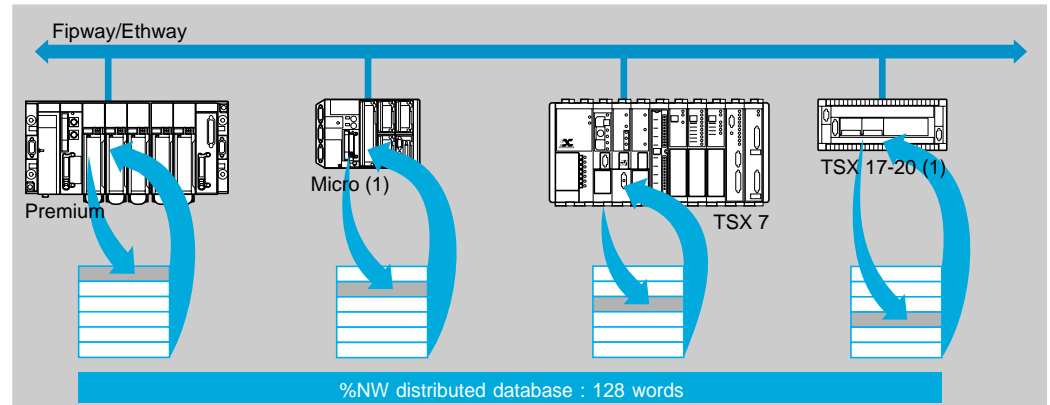 Fipway/Ethway
Premium
Micro (1)
TSX 7
TSX 17-20 (1)
%NW distributed database : 128 words